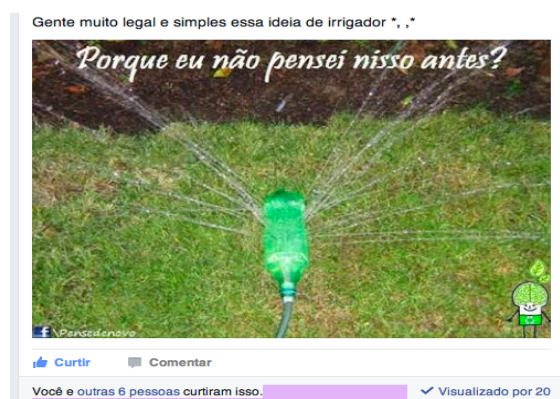 Gente muito legal e simples essa ideia de irrigador *, ,*
Porque eu não pensei nisso antes?
f \Pensedenovo
Curtir Comentar
Você e outras 6 pessoas curtiram isso. ✓ Visualizado por 20